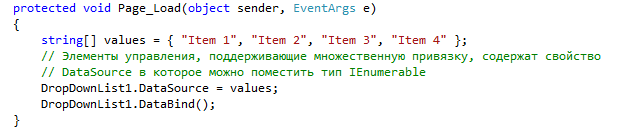 protected void Page_Load(object sender, EventArgs e)
{
    string[] values = { "Item 1", "Item 2", "Item 3", "Item 4" };
    // Элементы управления, поддерживающие множественную привязку, содержат свойство
    // DataSource в которое можно поместить тип IEnumerable
    DropDownList1.DataSource = values;
    DropDownList1.DataBind();
}